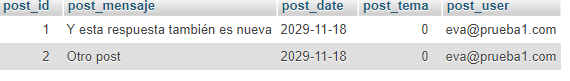 post_id post_mensaje post_date post_tema post_user
1 Y esta respuesta también es nueva 2029-11-18 0 eva@prueba1.com
2 Otro post 2029-11-18 0 eva@prueba1.com